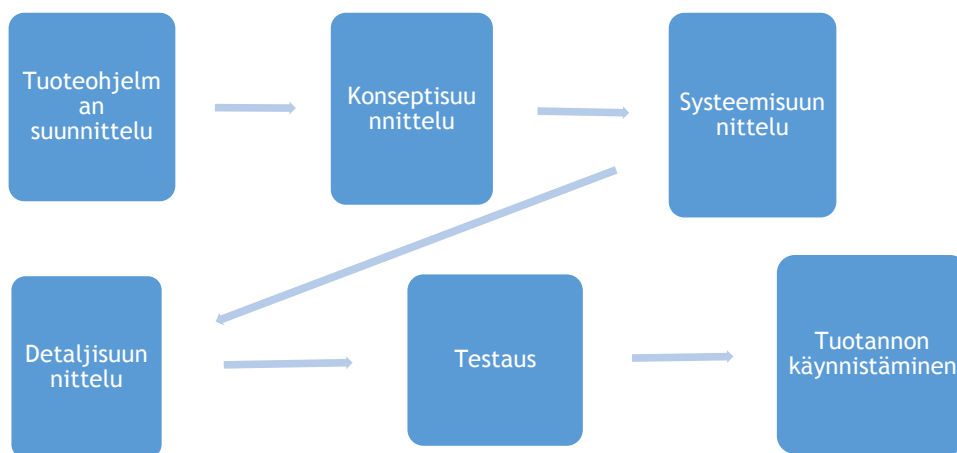 Tuoteohjelm
an
suunnittelu
Konseptisuu
nnittelu
Systeemisuun
nittelu
Detaljisuun
nittelu
Testaus
Tuotannon
käynnistäminen